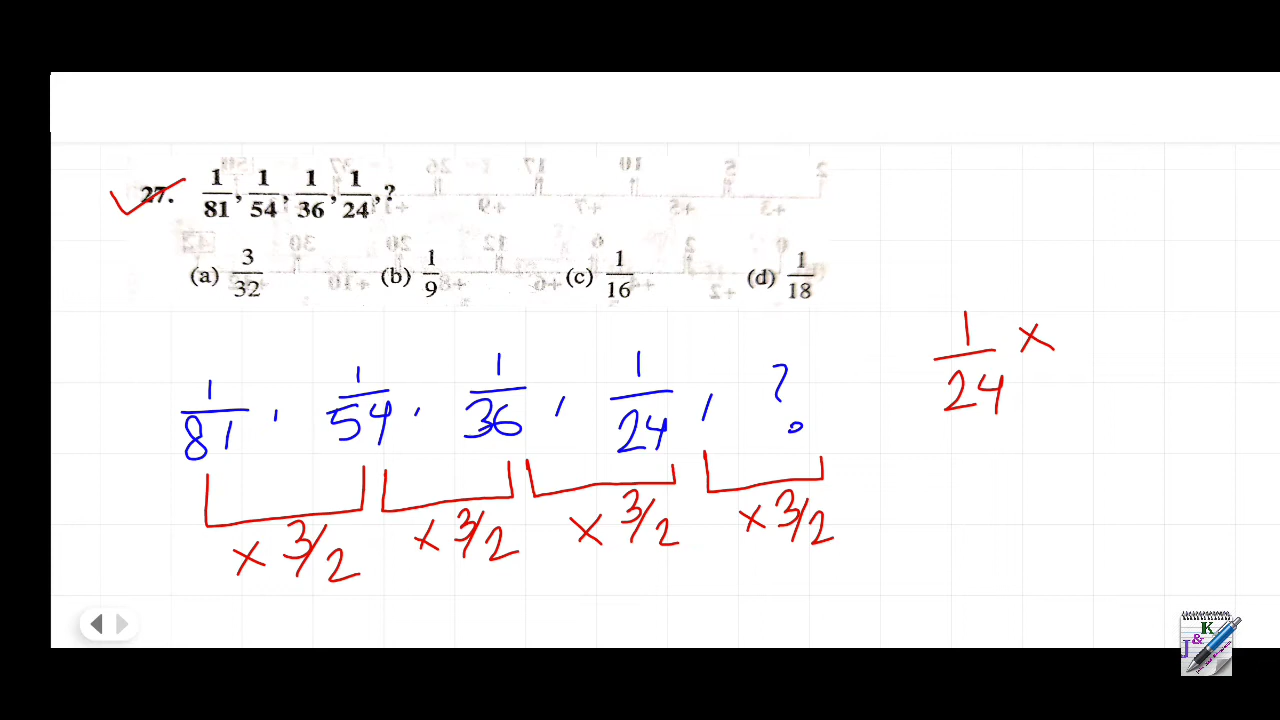 27. 1/81, 1/54, 1/36, 1/24, ?
(a) 3/32 (b) 1/9 (c) 1/16 (d) 1/18
1/81, 1/54, 1/36, 1/24, ?
1/24 ×
× 3/2 × 3/2 × 3/2 × 3/2
J&K